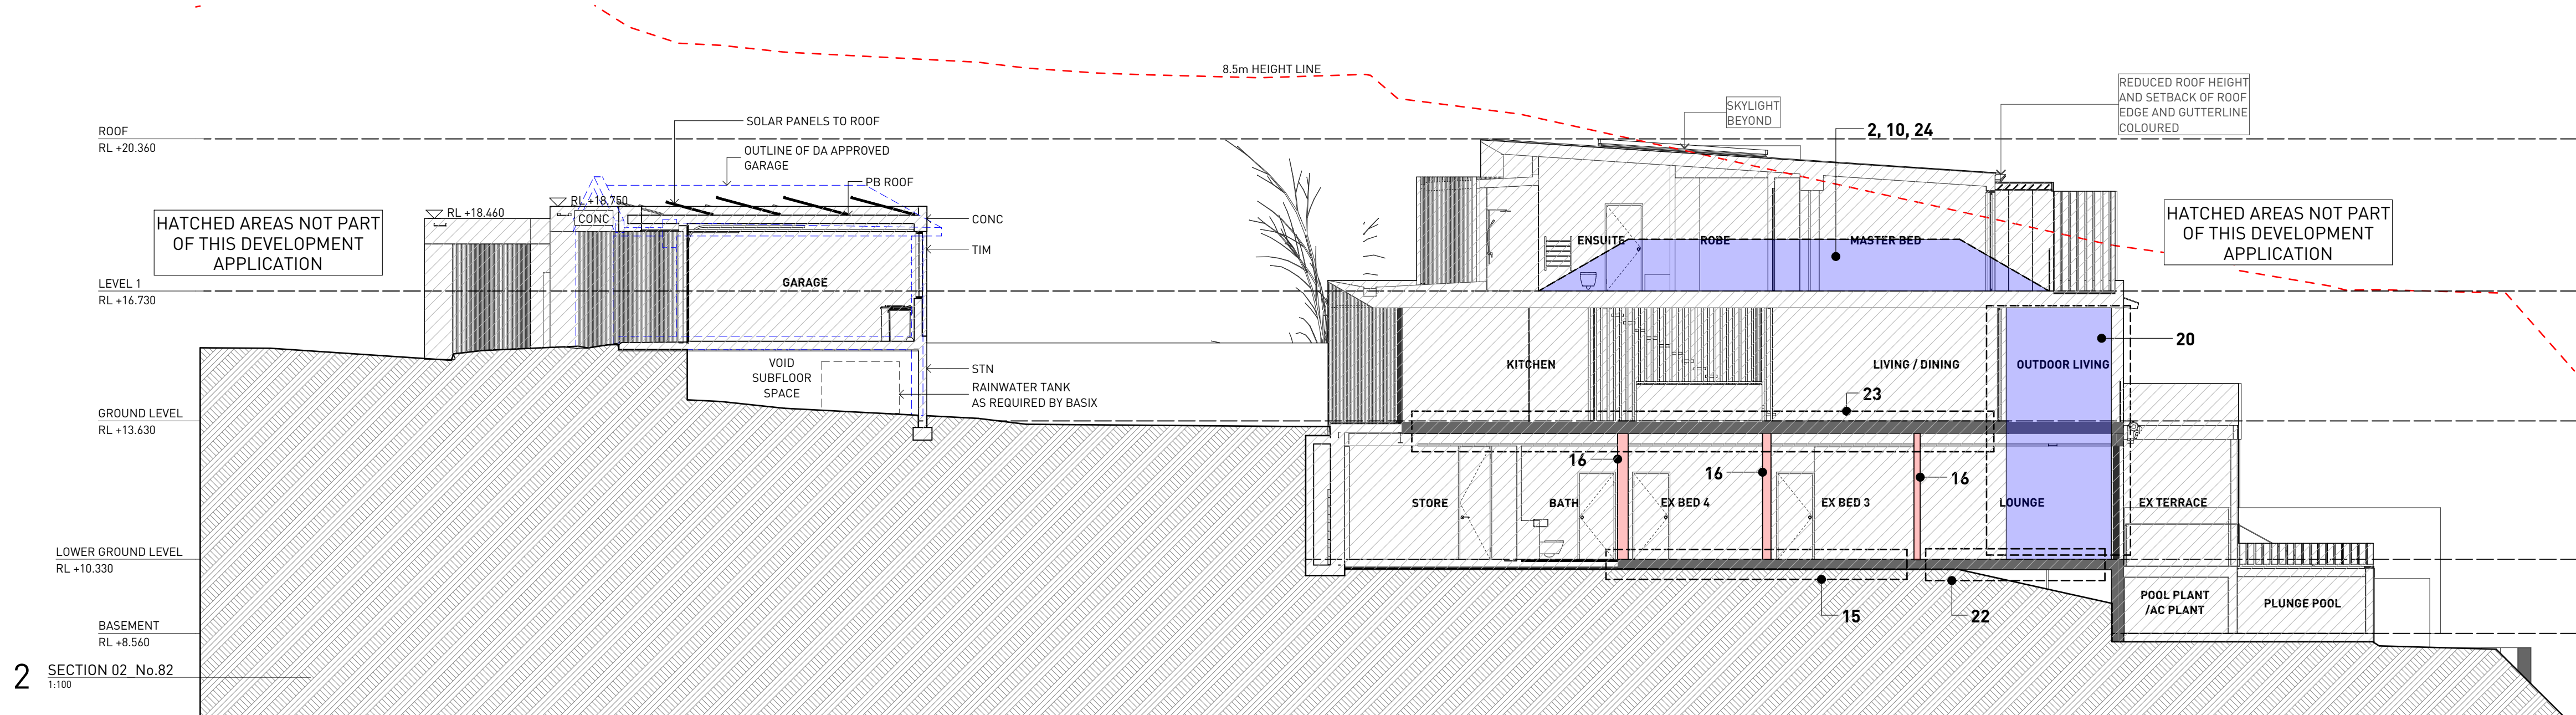 8.5m HEIGHT LINE
REDUCED ROOF HEIGHT
AND SETBACK OF ROOF
EDGE AND GUTTERLINE
COLOURED
SKYLIGHT
BEYOND
2, 10, 24
SOLAR PANELS TO ROOF
OUTLINE OF DA APPROVED
GARAGE
PB ROOF
ROOF
RL +20.360
RL +18.750
RL +18.460
CONC
CONC
TIM
HATCHED AREAS NOT PART
OF THIS DEVELOPMENT
APPLICATION
HATCHED AREAS NOT PART
OF THIS DEVELOPMENT
APPLICATION
ENSUITE
ROBE
MASTER BED
GARAGE
LEVEL 1
RL +16.730
20
VOID
SUBFLOOR
SPACE
STN
RAINWATER TANK
AS REQUIRED BY BASIX
KITCHEN
LIVING / DINING
OUTDOOR LIVING
23
GROUND LEVEL
RL +13.630
16
16
16
STORE
BATH
EX BED 4
EX BED 3
LOUNGE
EX TERRACE
LOWER GROUND LEVEL
RL +10.330
15
22
POOL PLANT
/AC PLANT
PLUNGE POOL
BASEMENT
RL +8.560
2
SECTION 02_No.82
1:100